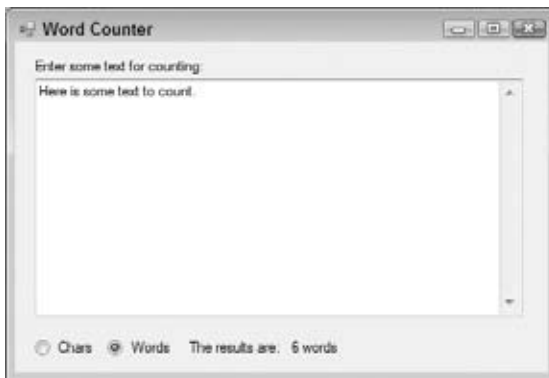 Word Counter
Enter some text for counting:
Here is some text to count.
Chars Words The results are: 6 words